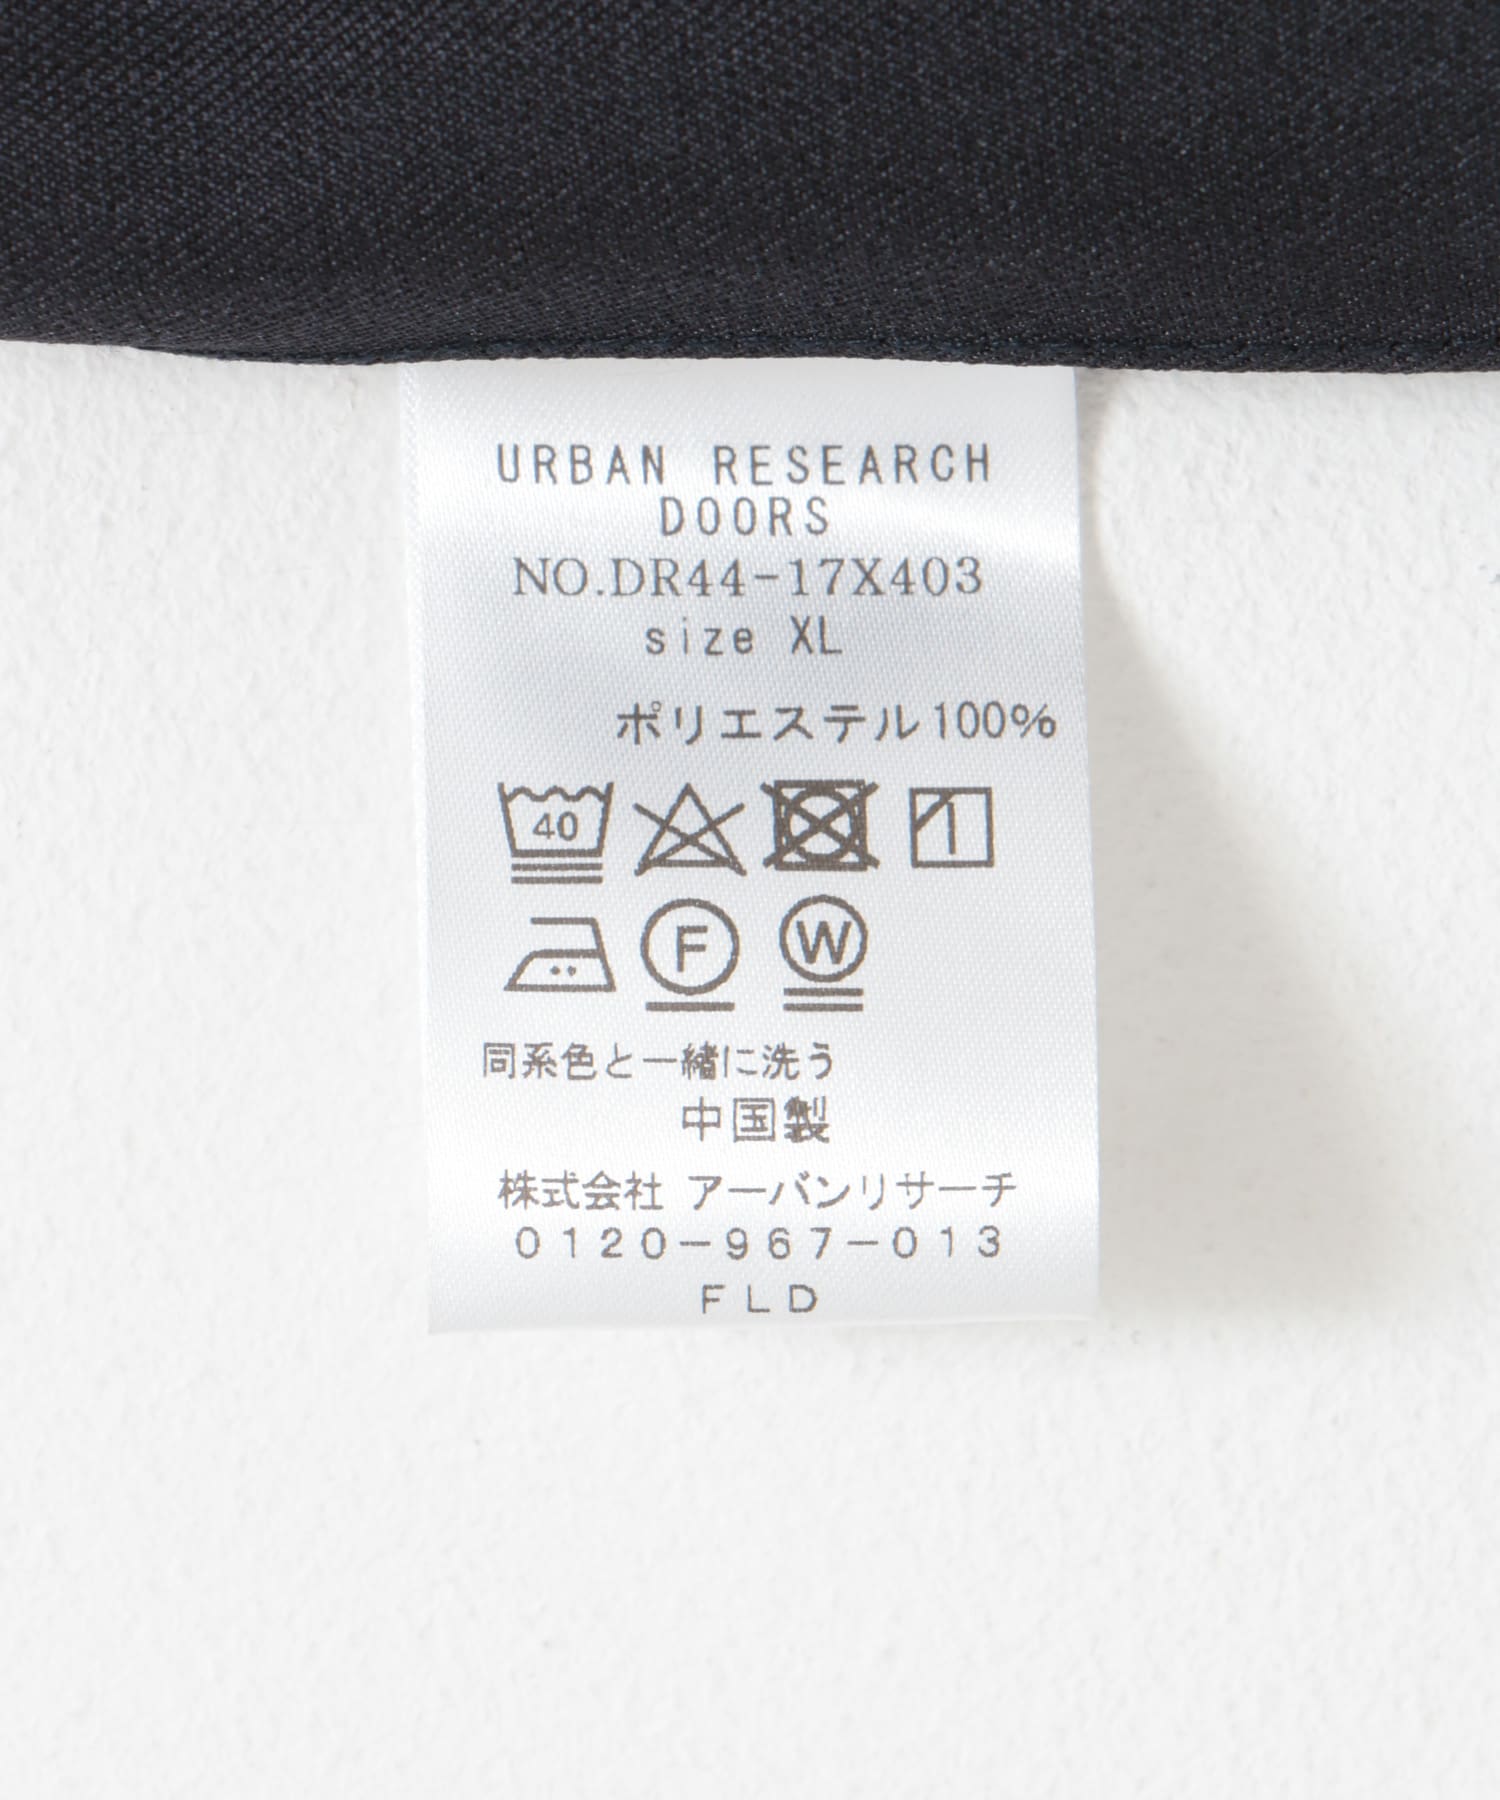 URBAN RESEARCH
DOORS
NO.DR44-17X403
size XL
ポリエステル100%
40
F W
同系色と一緒に洗う
中国製
株式会社 アーバンリサーチ
0120-967-013
FLD